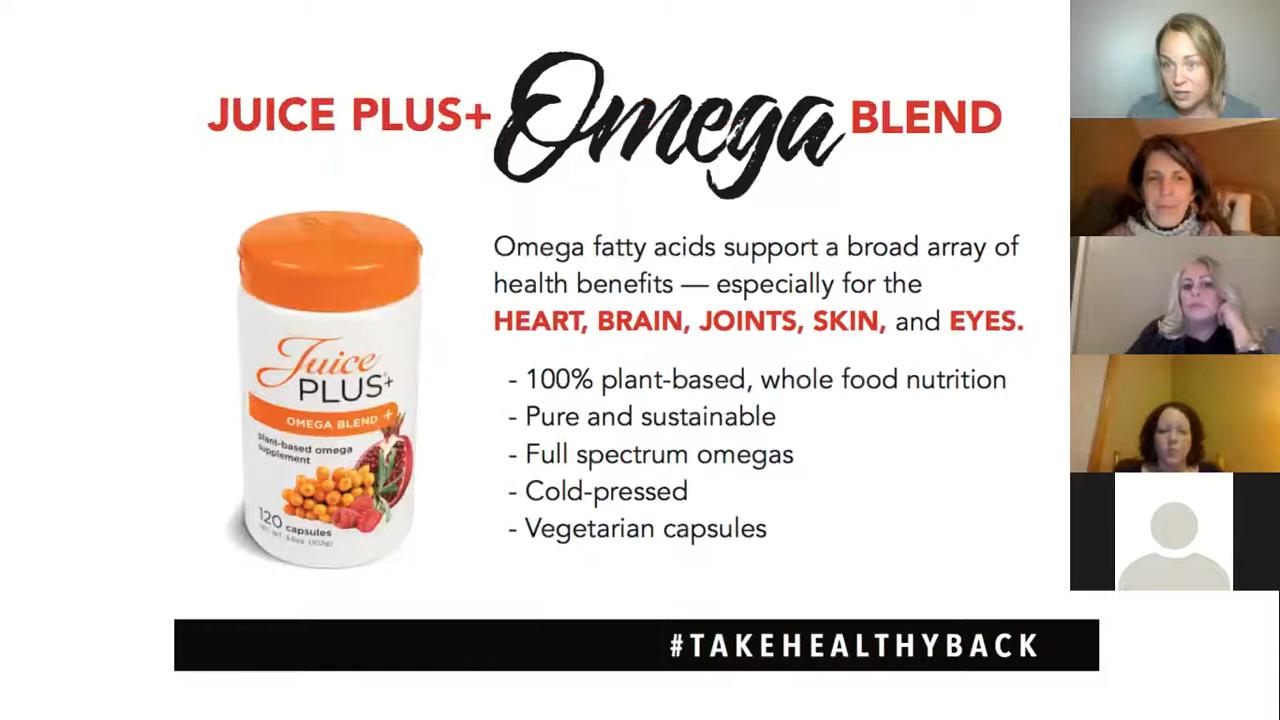 JUICE PLUS+ Omega BLEND
Omega fatty acids support a broad array of
health benefits — especially for the
HEART, BRAIN, JOINTS, SKIN, and EYES.
- 100% plant-based, whole food nutrition
- Pure and sustainable
- Full spectrum omegas
- Cold-pressed
- Vegetarian capsules
Juice
PLUS+
OMEGA BLEND +
plant-based omega
supplement
120 capsules
#TAKEHEALTHYBACK